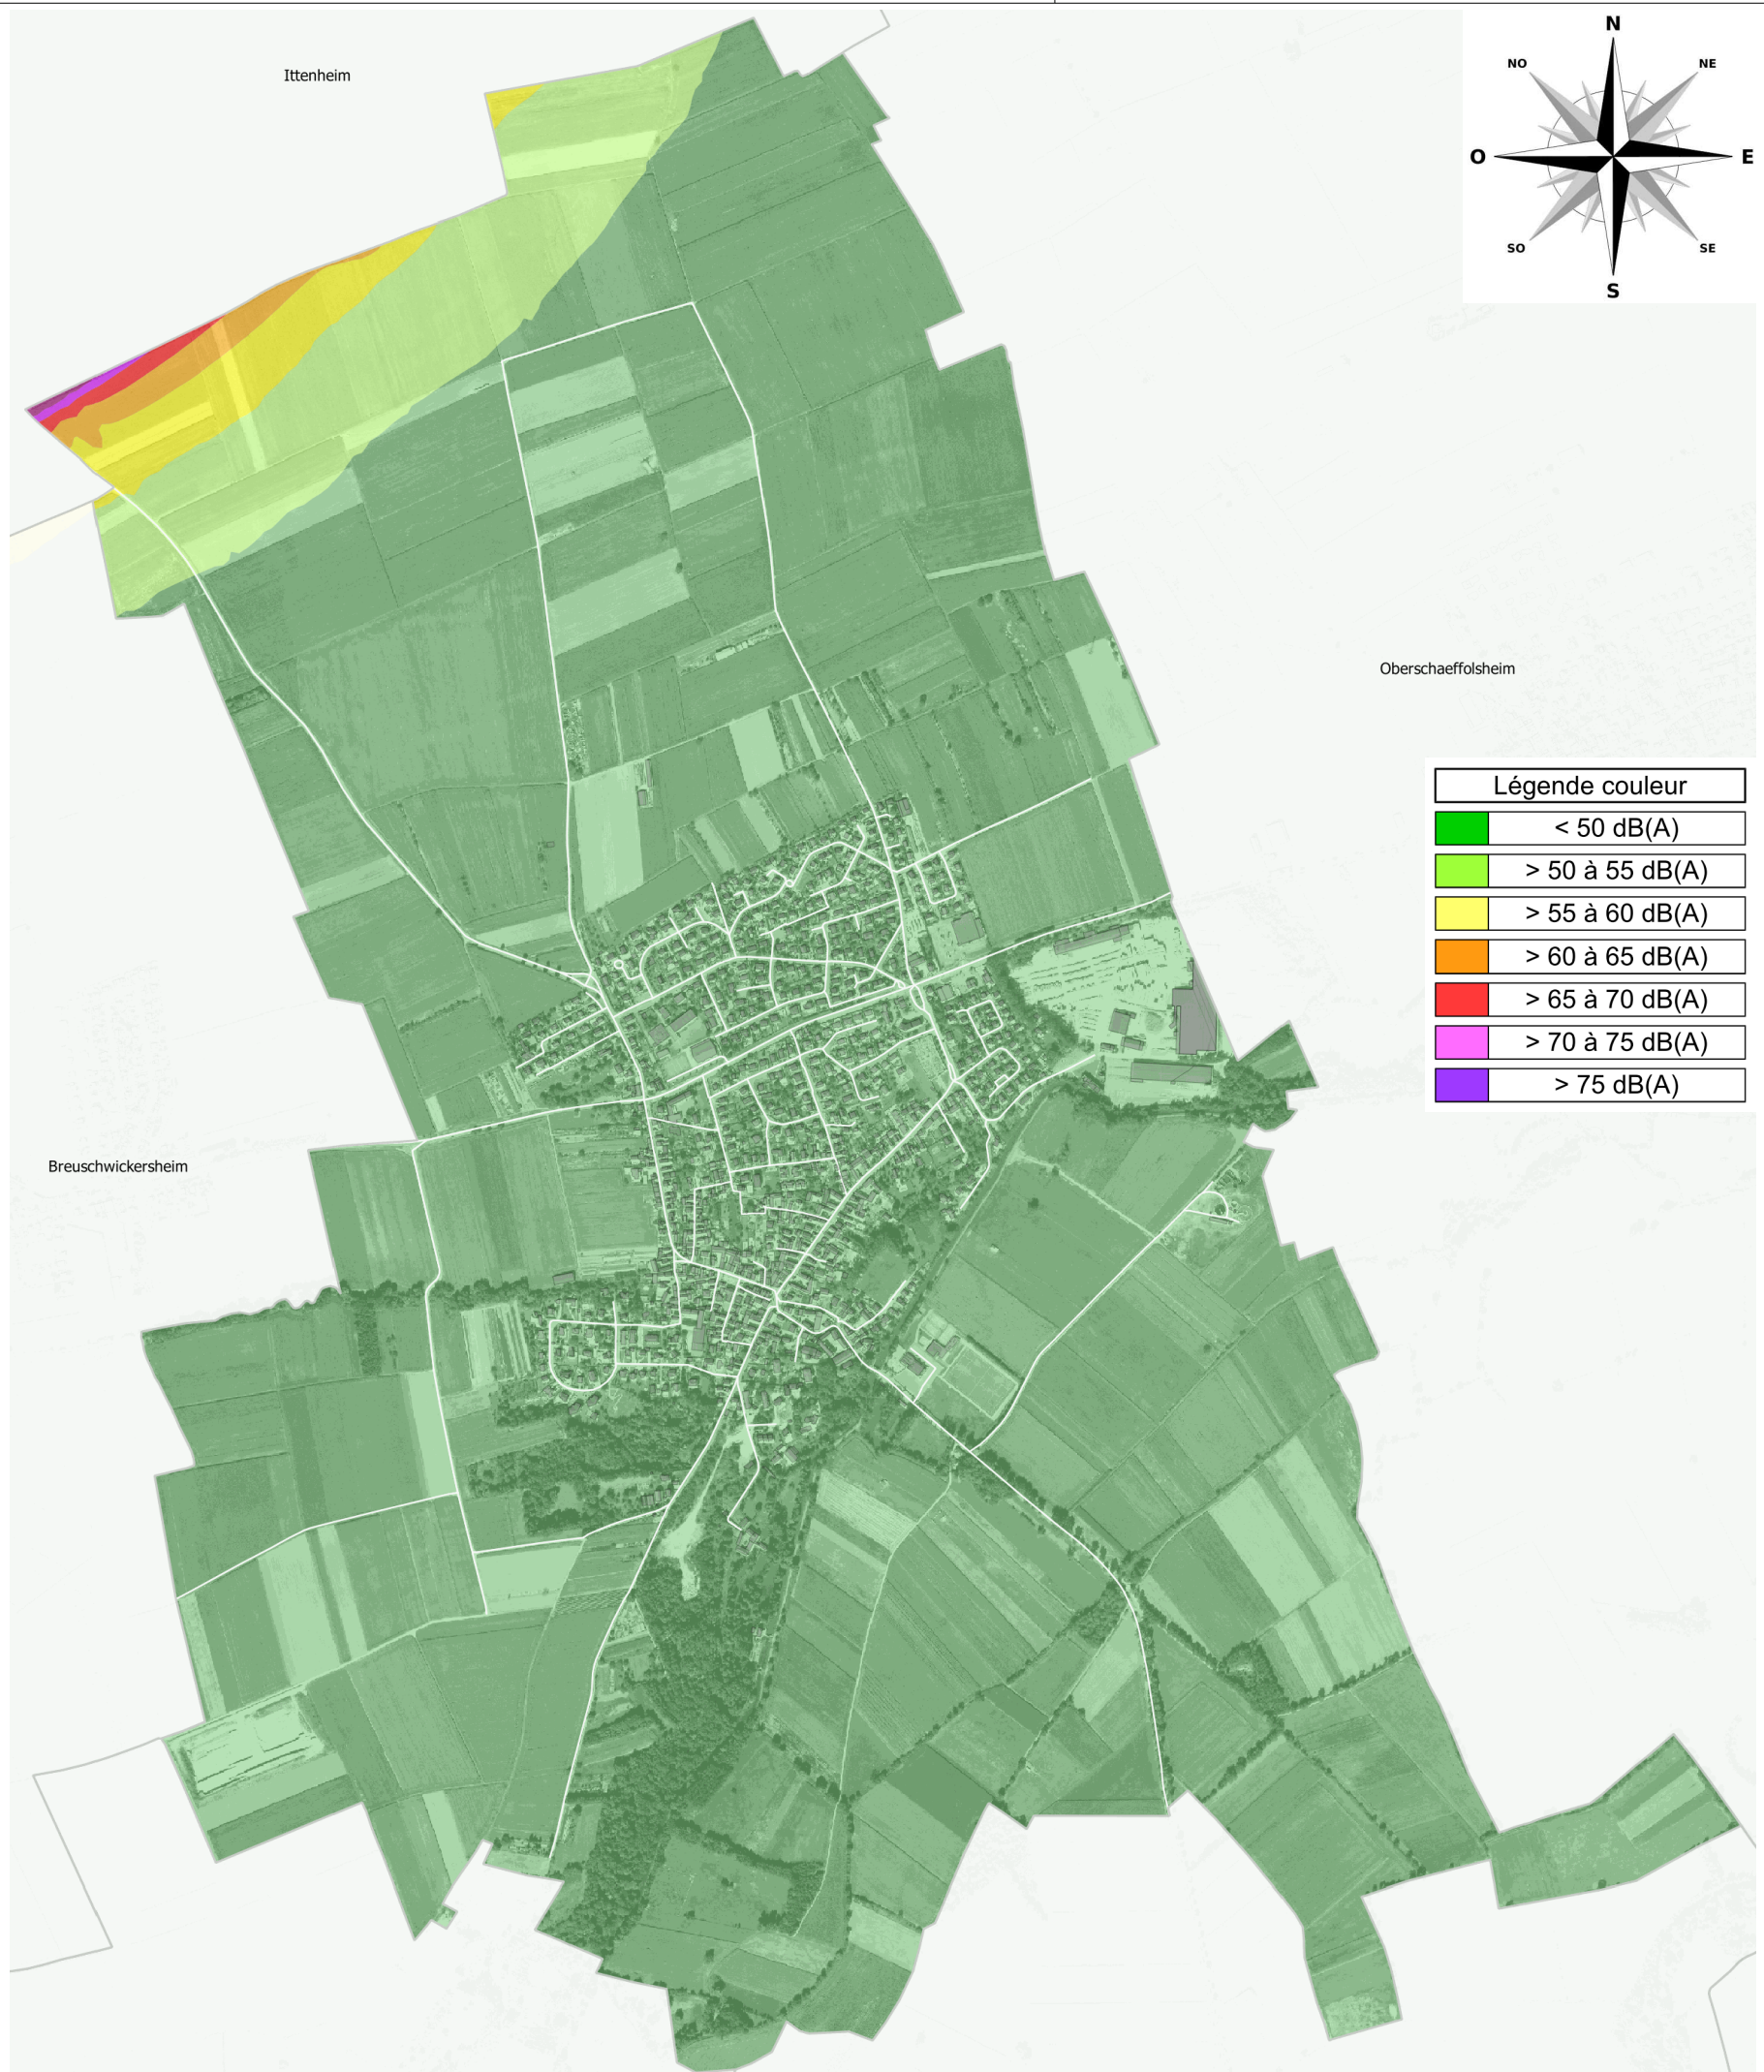 N
NO
NE
Ittenheim
O
E
SO
SE
S
Oberschaeffolsheim
Légende couleur
< 50 dB(A)
> 50 à 55 dB(A)
> 55 à 60 dB(A)
> 60 à 65 dB(A)
> 65 à 70 dB(A)
> 70 à 75 dB(A)
> 75 dB(A)
Breuschwickersheim